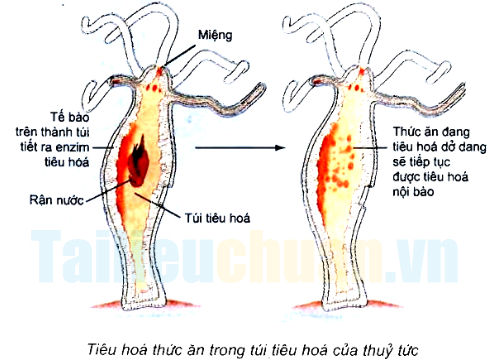 Miệng
Tế bào
trên thành túi
tiết ra enzim
tiêu hoá
Rận nước
Túi tiêu hoá
Thức ăn đang
tiêu hoá dở dang
sẽ tiếp tục
được tiêu hoá
nội bào
Tailieuchuan.vn
Tiêu hoá thức ăn trong túi tiêu hoá của thuỷ tức